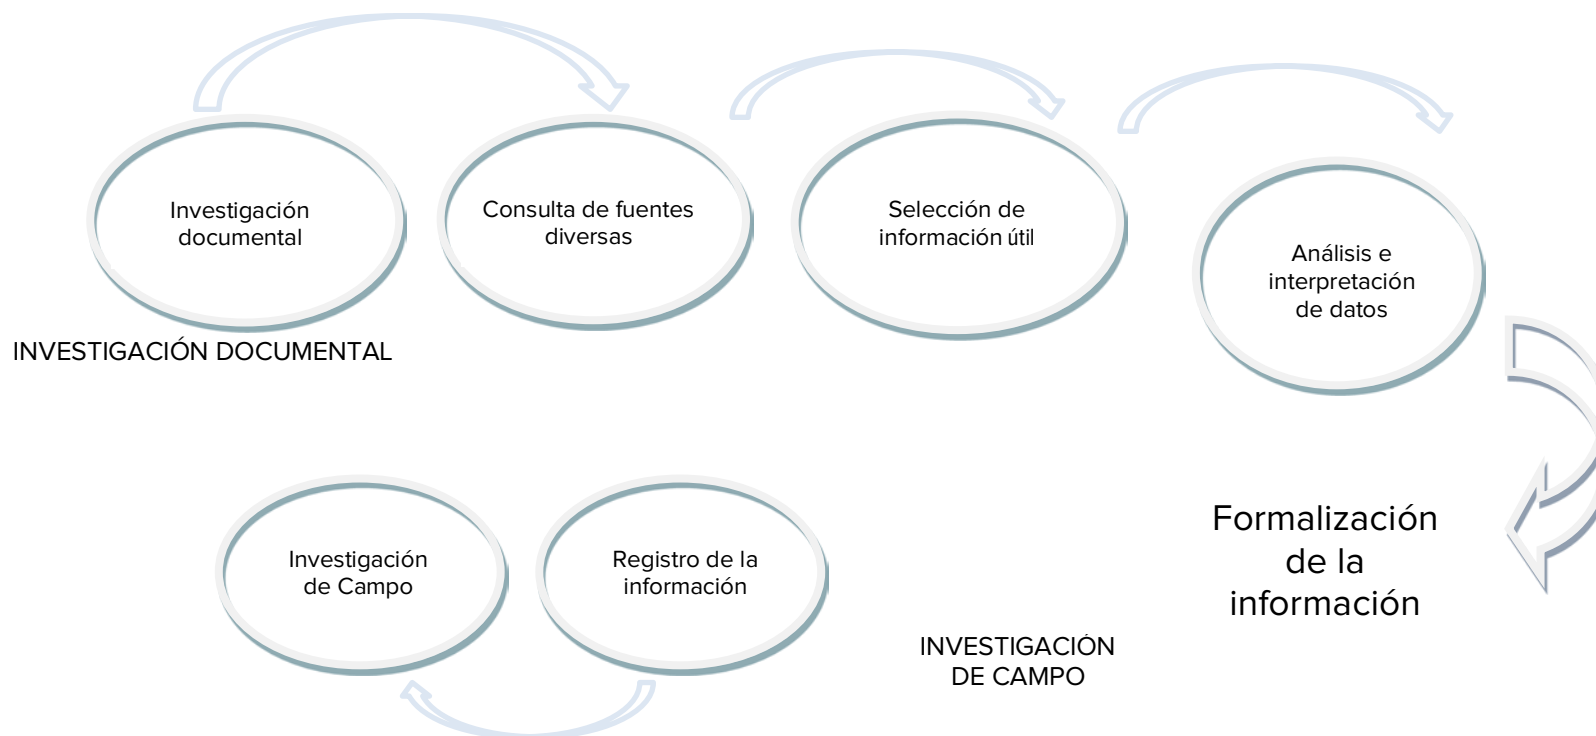 Investigación
documental
Consulta de fuentes
diversas
Selección de
información útil
Análisis e
interpretación
de datos
INVESTIGACIÓN DOCUMENTAL
Investigación
de Campo
Registro de la
información
Formalización
de la
información
INVESTIGACIÓN
DE CAMPO